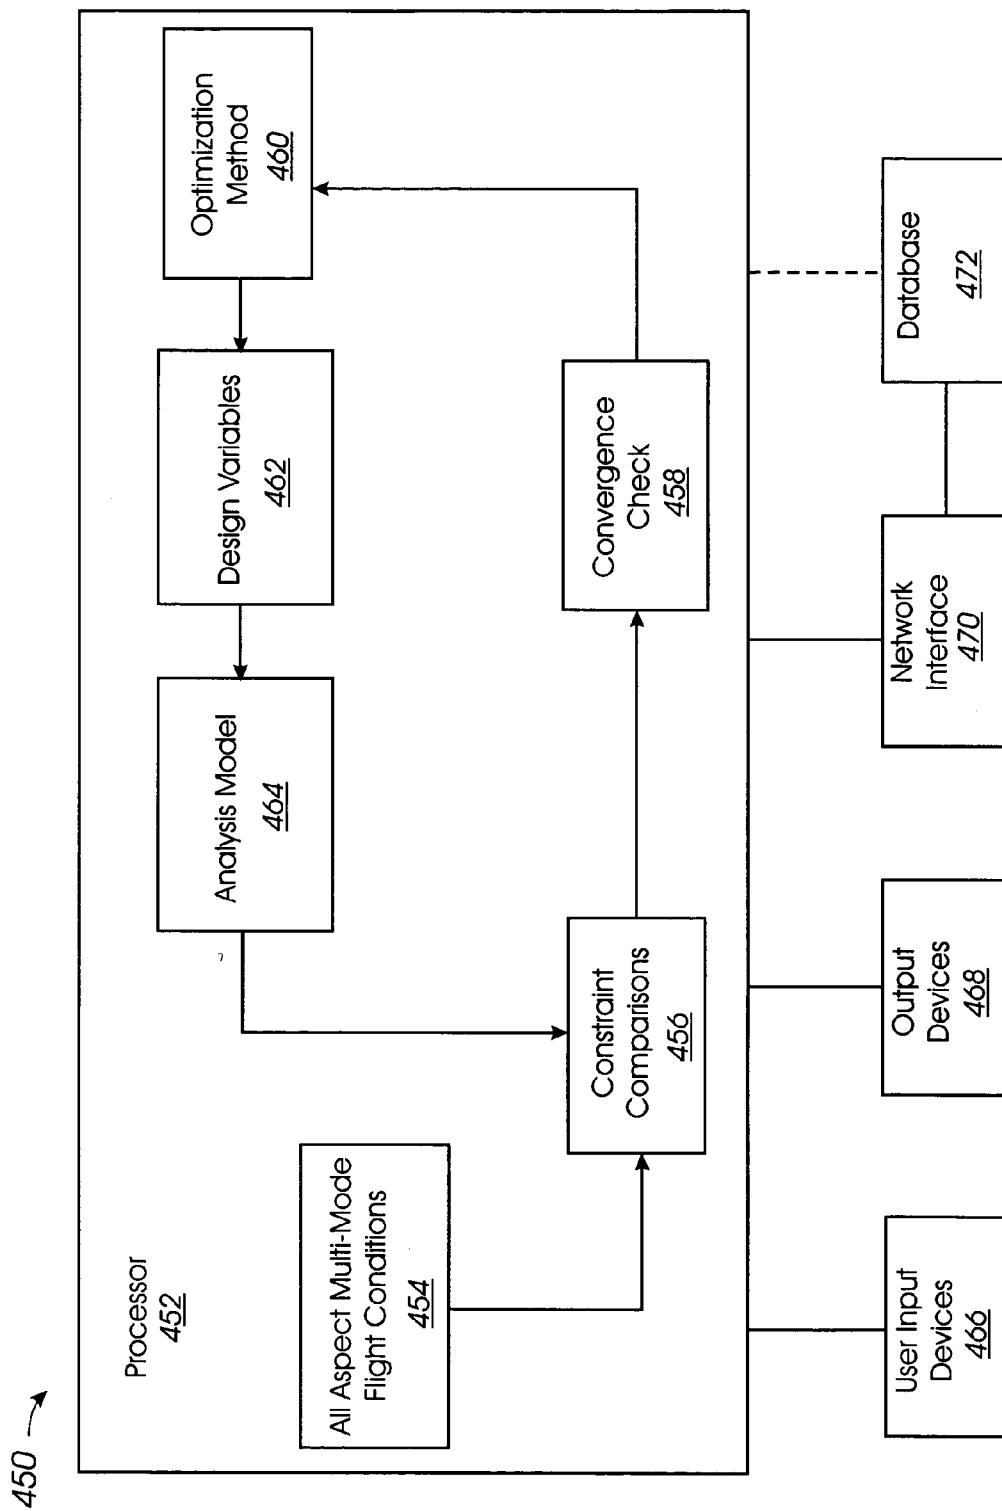 450
Processor
452
All Aspect Multi-Mode
Flight Conditions
454
Analysis Model
464
Design Variables
462
Optimization
Method
460
Constraint
Comparisons
456
Convergence
Check
458
User Input
Devices
466
Output
Devices
468
Network
Interface
470
Database
472